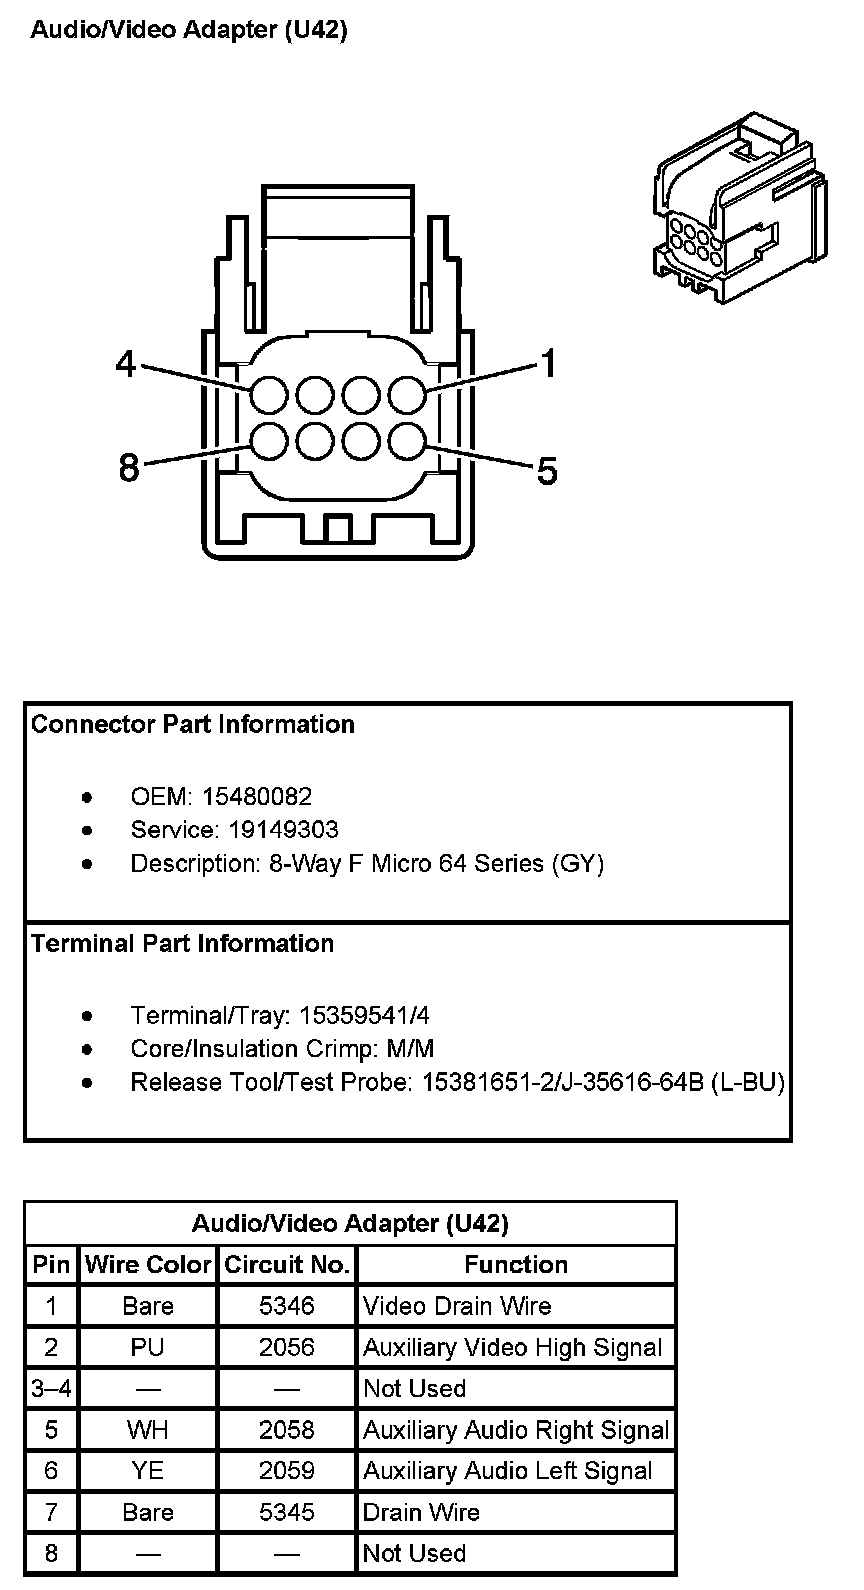 Audio/Video Adapter (U42)
4
1
8
5
Connector Part Information
• OEM: 15480082
• Service: 19149303
• Description: 8-Way F Micro 64 Series (GY)
Terminal Part Information
• Terminal/Tray: 15359541/4
• Core/Insulation Crimp: M/M
• Release Tool/Test Probe: 15381651-2/J-35616-64B (L-BU)
Audio/Video Adapter (U42)
Pin Wire Color Circuit No. Function
1 Bare 5346 Video Drain Wire
2 PU 2056 Auxiliary Video High Signal
3–4 — — Not Used
5 WH 2058 Auxiliary Audio Right Signal
6 YE 2059 Auxiliary Audio Left Signal
7 Bare 5345 Drain Wire
8 — — Not Used